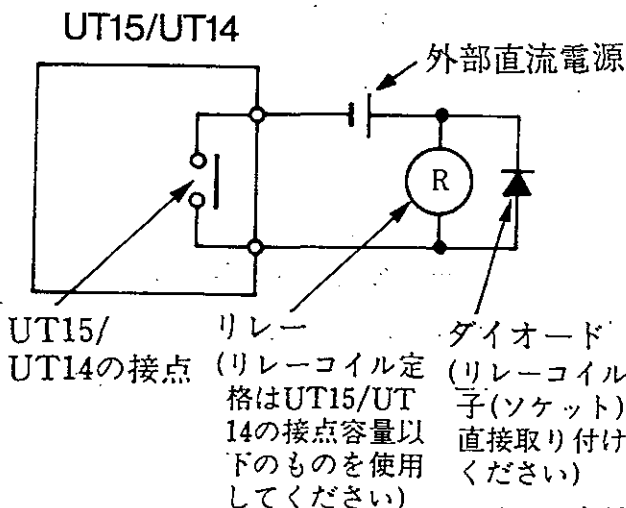 UT15/UT14
外部直流電源
R
UT15/
UT14の接点
リレー
(リレーコイル定
格はUT15/UT
14の接点容量以
下のものを使用
してください)
ダイオード
(リレーコイル
子(ソケット)
直接取り付け
ください)